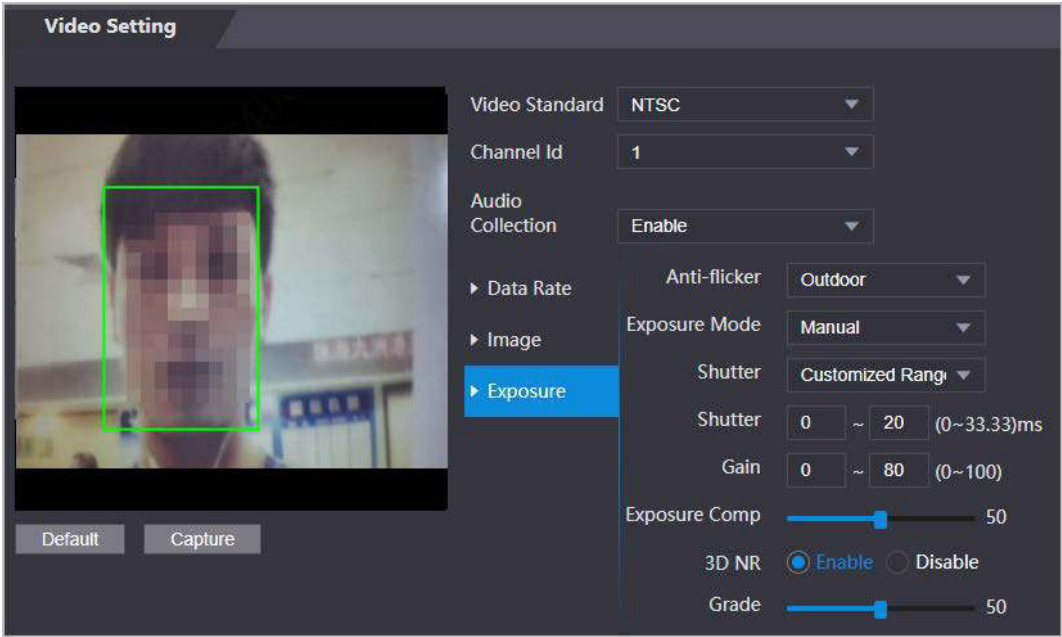 Video Setting
Video Standard NTSC
Channel Id 1
Audio
Collection Enable
Data Rate
Image
Exposure
Anti-flicker Outdoor
Exposure Mode Manual
Shutter Customized Rang
Shutter 0 ~ 20 (0~33.33)ms
Gain 0 ~ 80 (0~100)
Exposure Comp 50
3D NR Enable Disable
Grade 50
Default Capture